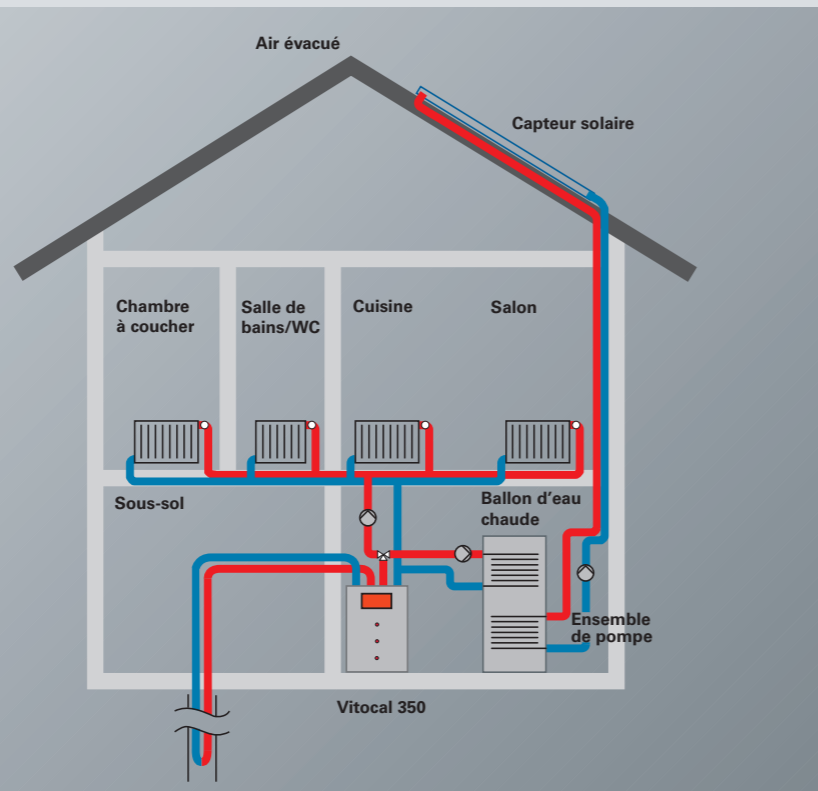 Air évacué
Capteur solaire
Chambre
à coucher
Salle de
bains/WC
Cuisine
Salon
Sous-sol
Ballon d’eau
chaude
Ensemble
de pompe
Vitocal 350